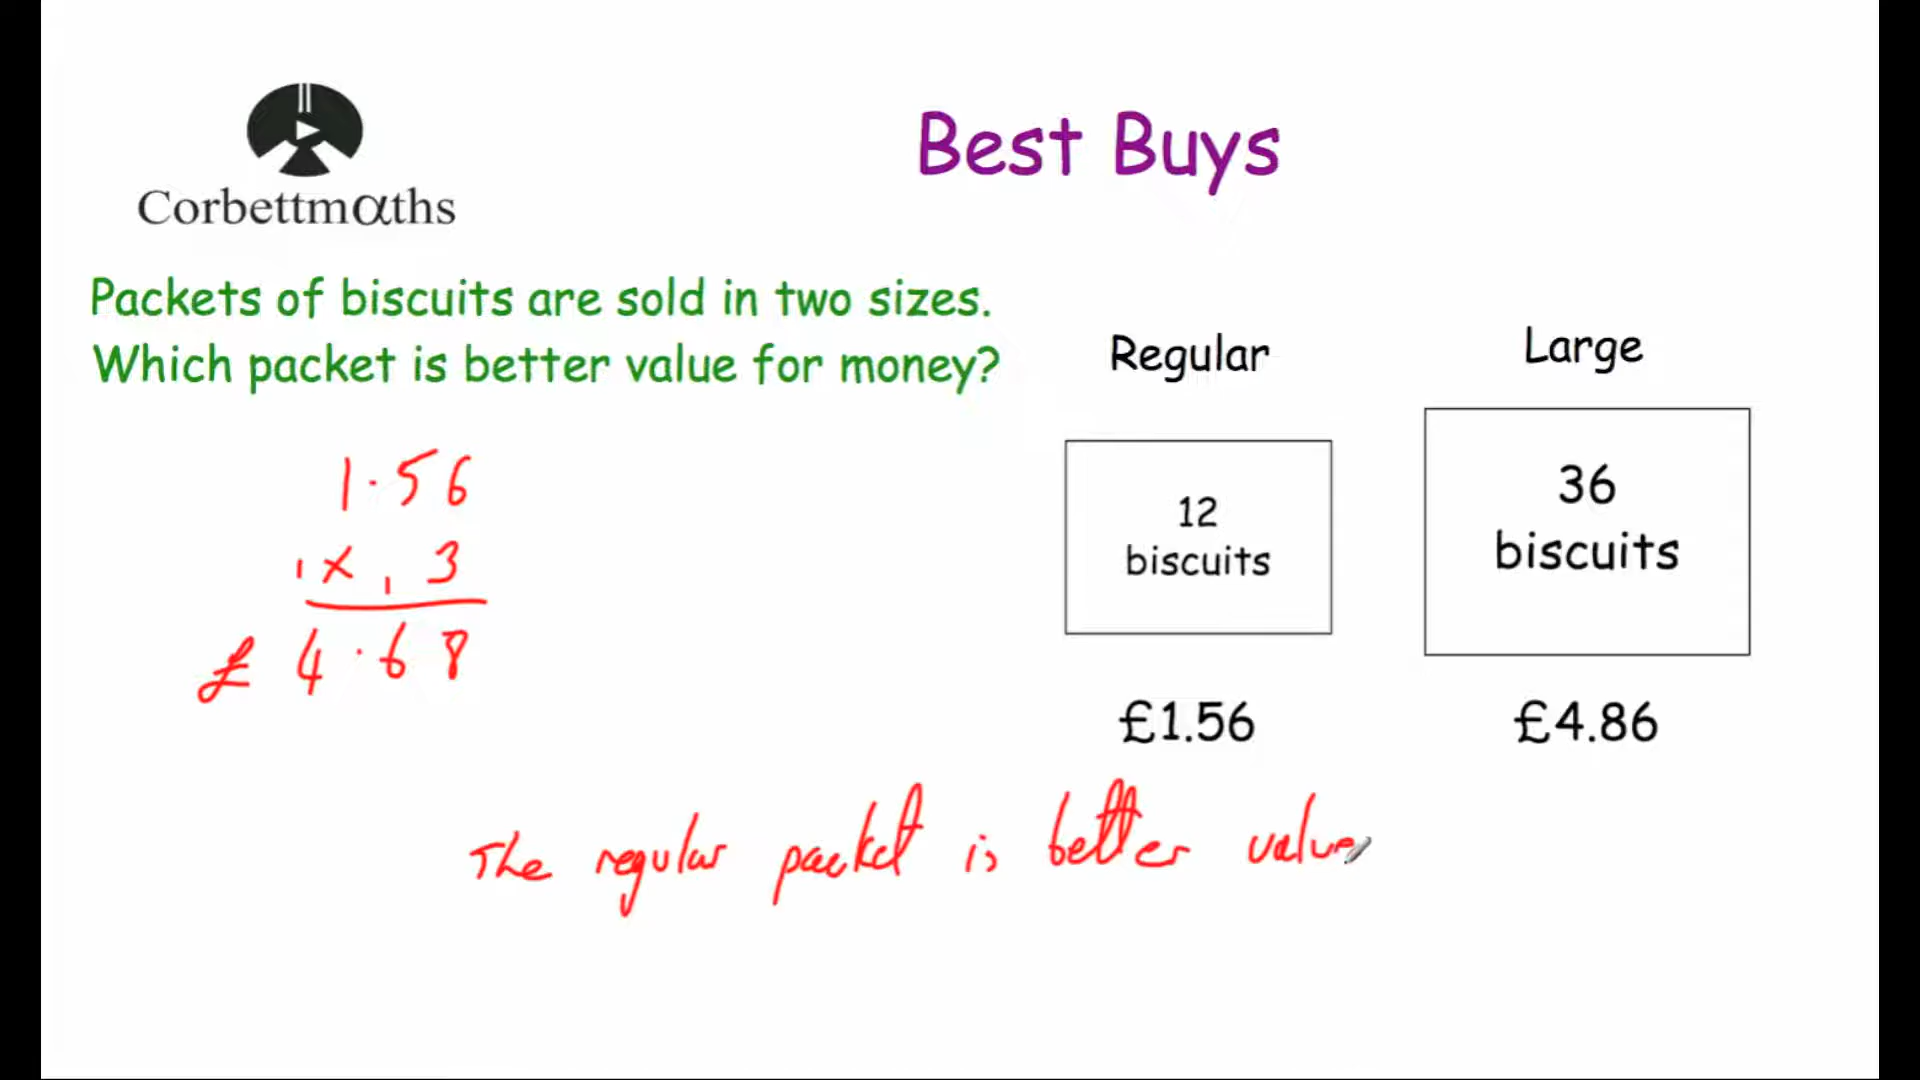 Corbettmαths
Best Buys
Packets of biscuits are sold in two sizes.
Which packet is better value for money?
Regular
Large
12
biscuits
36
biscuits
£1.56
£4.86
1.56
1 x 1 3
£ 4.68
The regular packet is better value